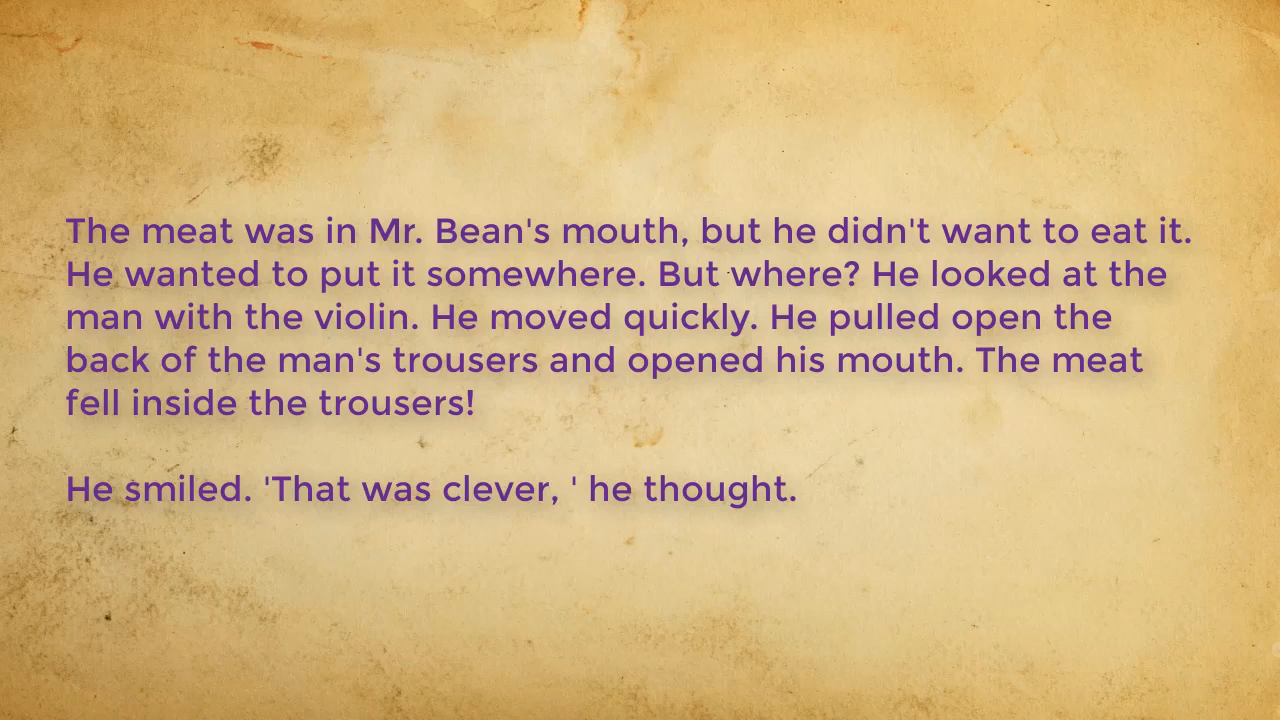 The meat was in Mr. Bean's mouth, but he didn't want to eat it.
He wanted to put it somewhere. But where? He looked at the
man with the violin. He moved quickly. He pulled open the
back of the man's trousers and opened his mouth. The meat
fell inside the trousers!
He smiled. 'That was clever, ' he thought.